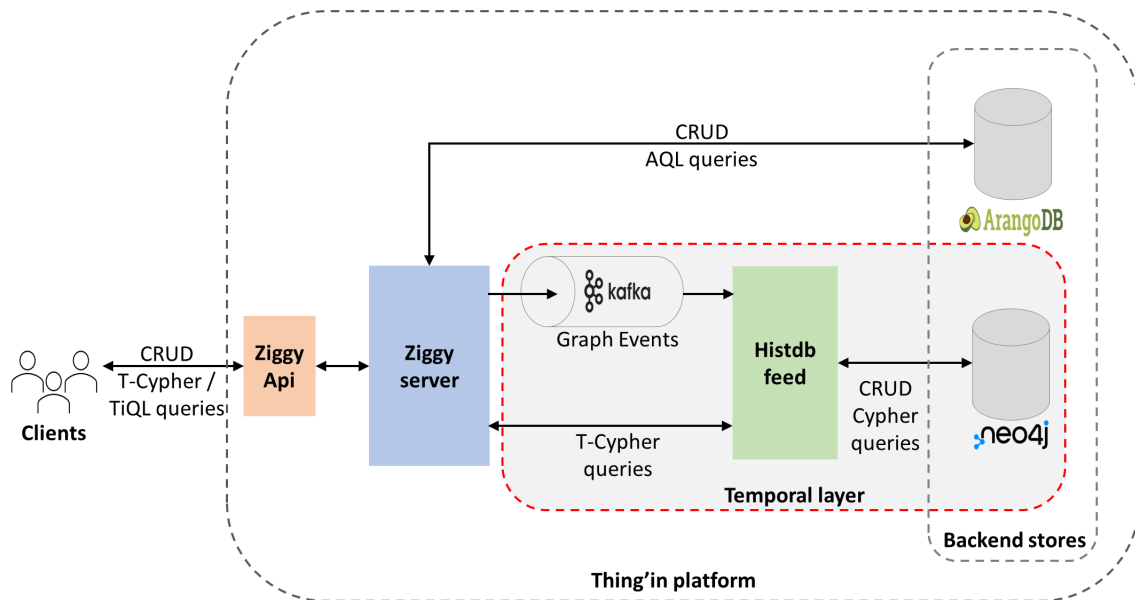 CRUD
AQL queries
ArangoDB
kafka
Graph Events
Ziggy
Api
Ziggy
server
Histdb
feed
CRUD
T-Cypher /
TiQL queries
Clients
CRUD
Cypher
queries
neo4j
T-Cypher
queries
Temporal layer
Backend stores
Thing'in platform